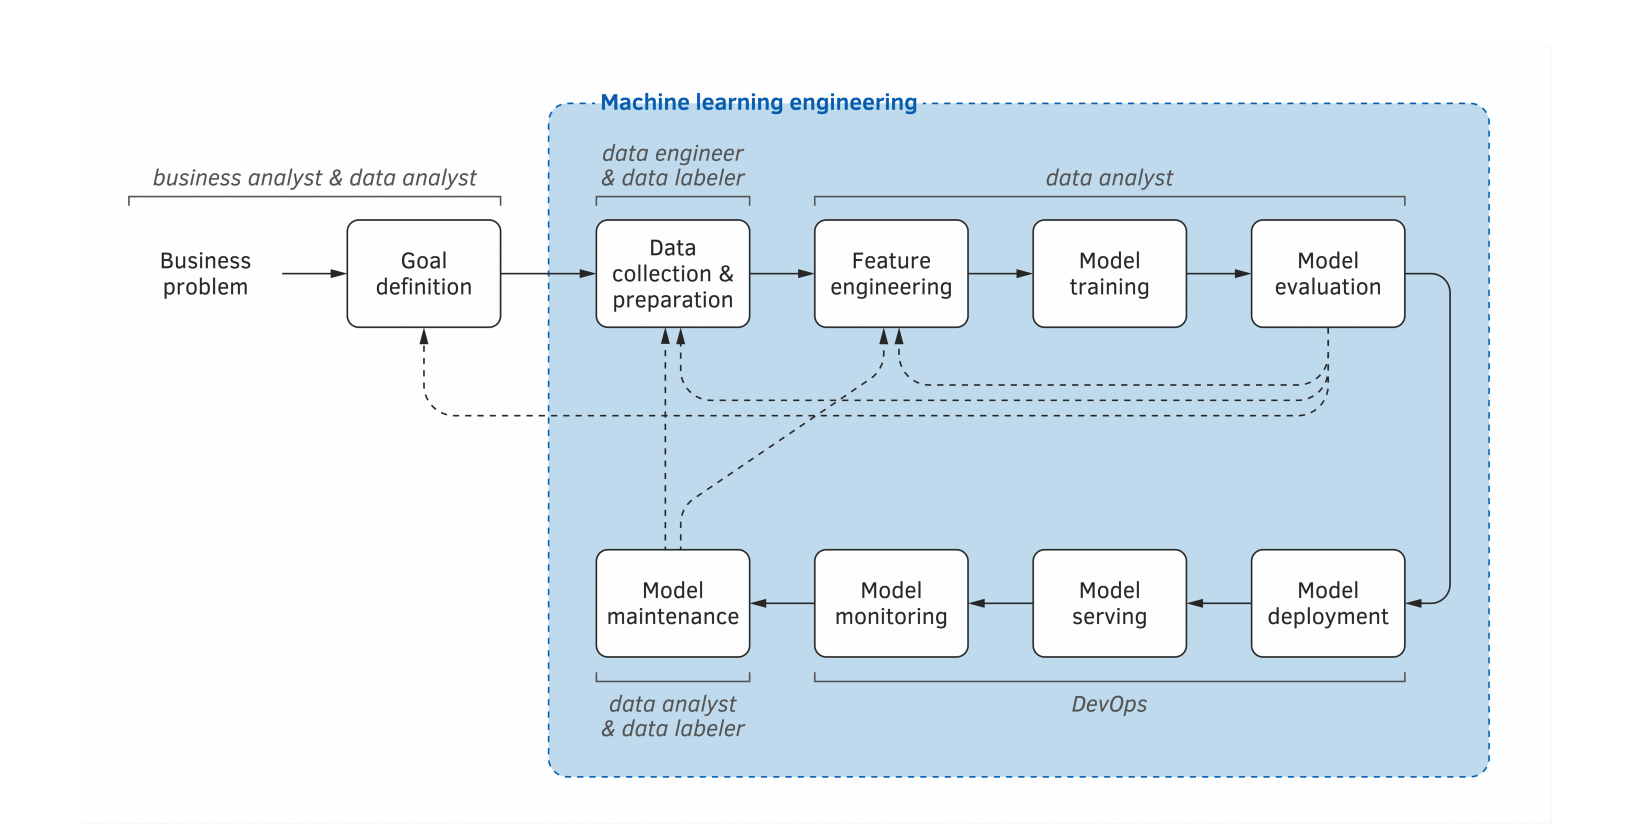 Machine learning engineering
business analyst & data analyst
data engineer
& data labeler
data analyst
Business
problem
Goal
definition
Data
collection &
preparation
Feature
engineering
Model
training
Model
evaluation
Model
maintenance
Model
monitoring
Model
serving
Model
deployment
data analyst
& data labeler
DevOps